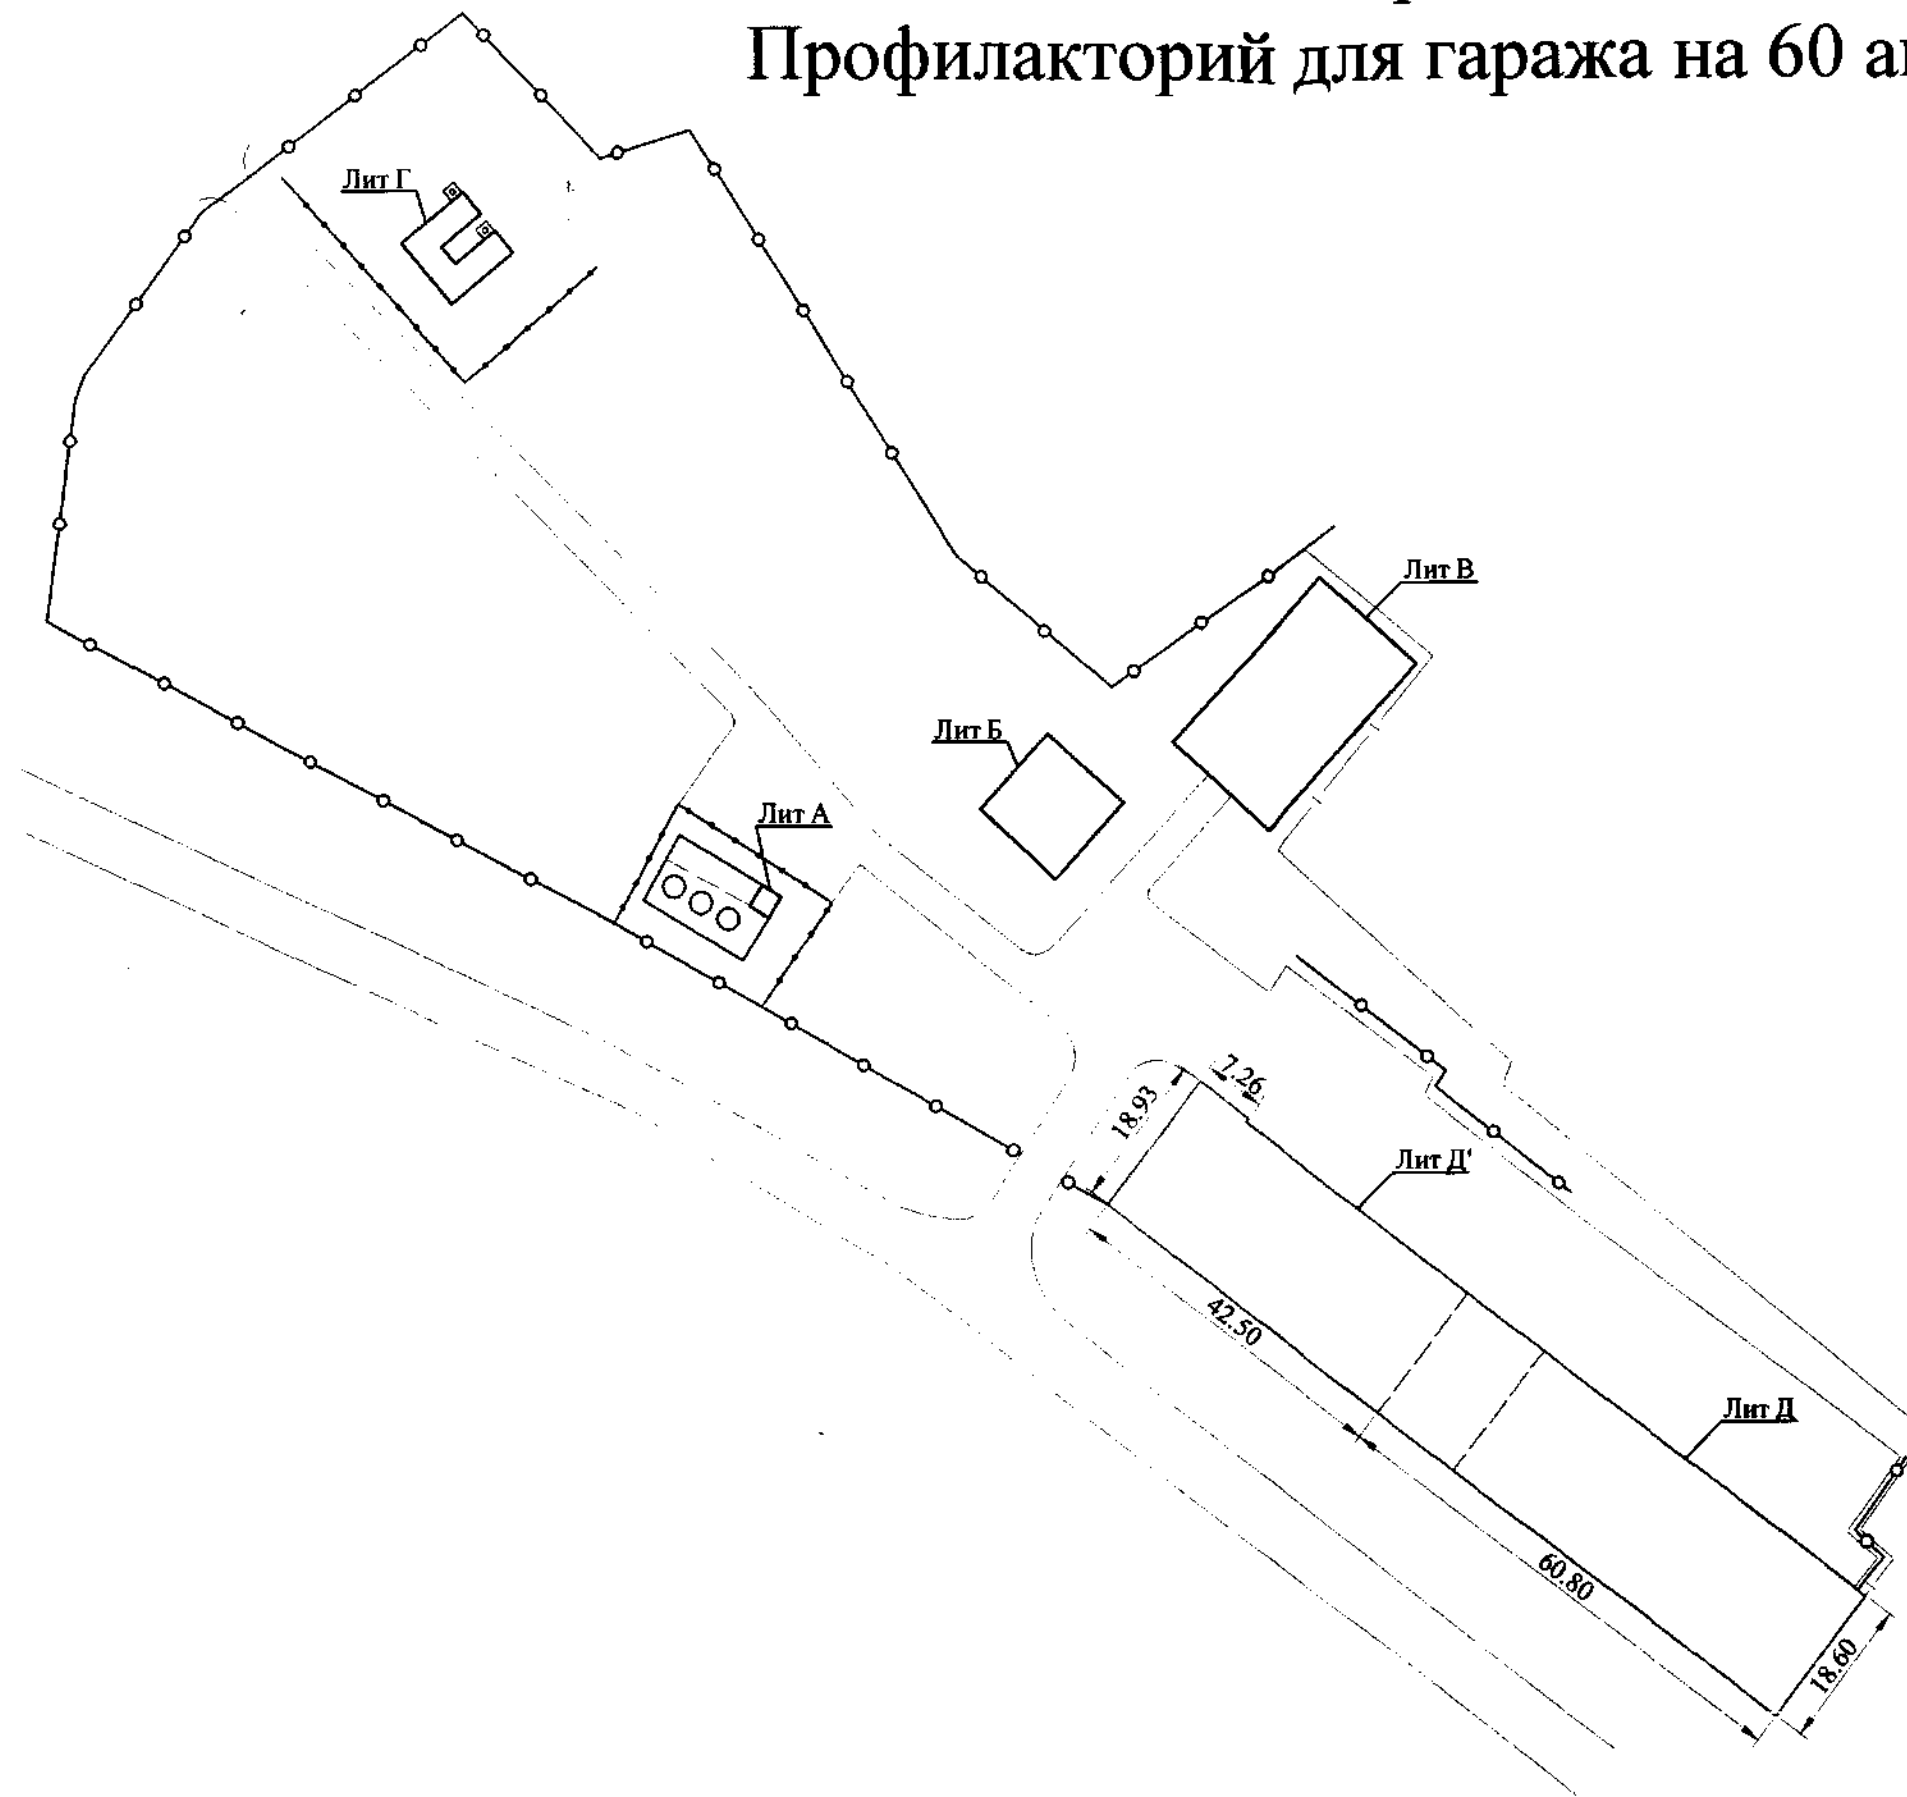 Профилакторий для гаража на 60
Лит Г
Лит В
Лит Б
Лит А
7.26
18.93
Лит Д'
42.50
Лит Д
60.80
18.60